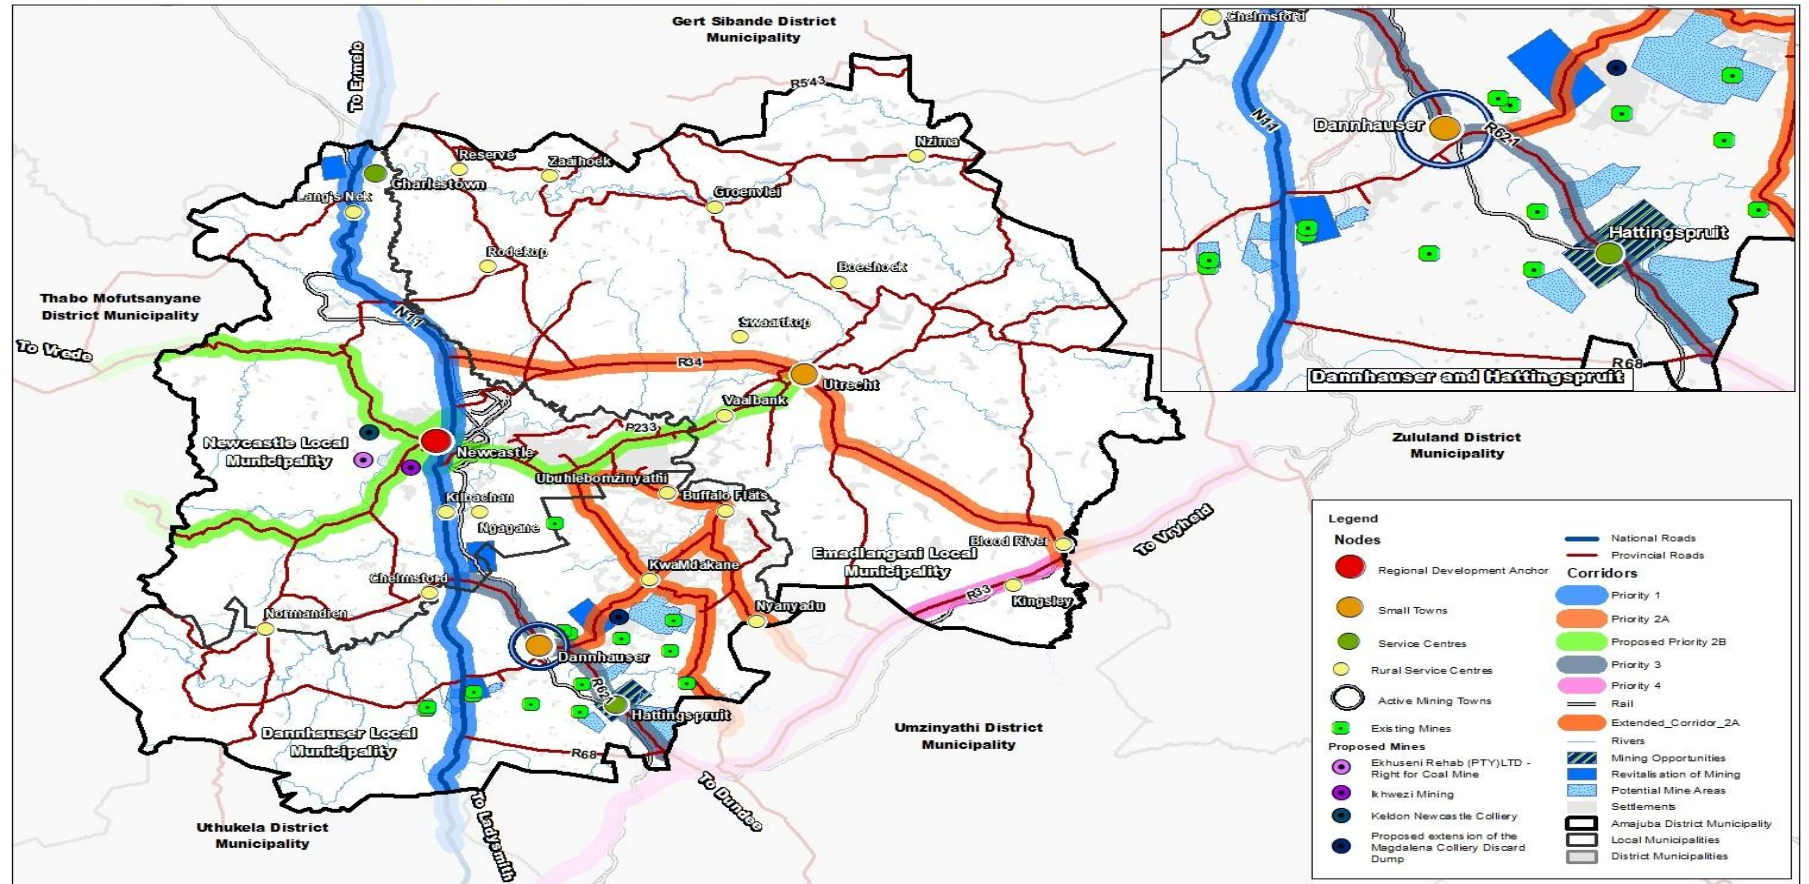 Gert Sibande District
Municipality
To Ermelo
R543
Nzima
Reserve
Zaaihoek
Charlestown
Lang's Nek
Groenvlei
Rodekop
Boeshoek
Thabo Mofutsanyane
District Municipality
N11
To Vrede
Swaartkop
R34
Utrecht
Vaalbank
P233
Newcastle Local
Municipality
Newcastle
Ubuhlebomzinyathi
Kilbachan
Buffalo Flats
Ngagane
Blood River
To Vryheid
Emadlangeni Local
Municipality
KwaMdakane
Chelmsford
R33
Kingsley
Normandien
Nyanyadu
Dannhauser
R621
Hattingspruit
Dannhauser Local
Municipality
R68
Umzinyathi District
Municipality
To Dundee
To Ladysmith
Uthukela District
Municipality
Zululand District
Municipality
Chelmsford
N11
Dannhauser
R621
Hattingspruit
R68
Dannhauser and Hattingspruit
Legend
Nodes
Regional Development Anchor
Small Towns
Service Centres
Rural Service Centres
Active Mining Towns
Existing Mines
Proposed Mines
Ekhuseni Rehab (PTY)LTD -
Right for Coal Mine
Ikhwezi Mining
Keldon Newcastle Colliery
Proposed extension of the
Magdalena Colliery Discard
Dump
National Roads
Provincial Roads
Corridors
Priority 1
Priority 2A
Proposed Priority 2B
Priority 3
Priority 4
Rail
Extended_Corridor_2A
Rivers
Mining Opportunities
Revitalisation of Mining
Potential Mine Areas
Settlements
Amajuba District Municipality
Local Municipalities
District Municipalities